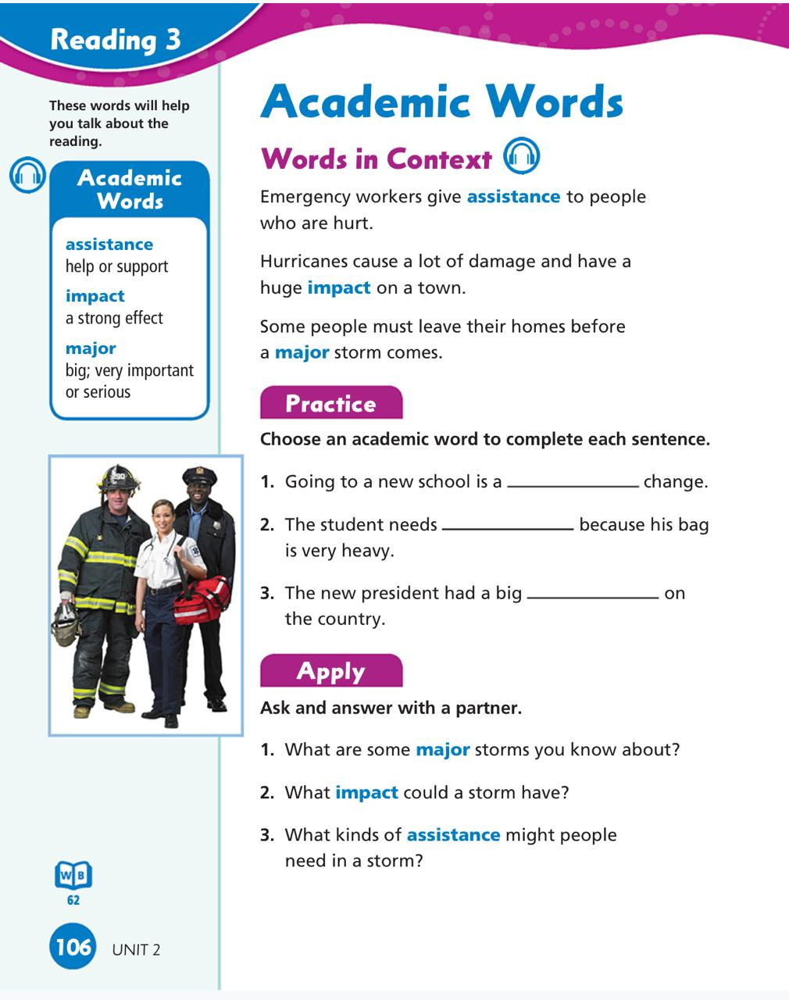 Reading 3
These words will help
you talk about the
reading.
Academic
Words
assistance
help or support
impact
a strong effect
major
big; very important
or serious
Academic Words
Words in Context
Emergency workers give assistance to people
who are hurt.
Hurricanes cause a lot of damage and have a
huge impact on a town.
Some people must leave their homes before
a major storm comes.
Practice
Choose an academic word to complete each sentence.
1. Going to a new school is a ____________ change.
2. The student needs ____________ because his bag
is very heavy.
3. The new president had a big ____________ on
the country.
Apply
Ask and answer with a partner.
1. What are some major storms you know about?
2. What impact could a storm have?
3. What kinds of assistance might people
need in a storm?
290
W B
62
106 UNIT 2